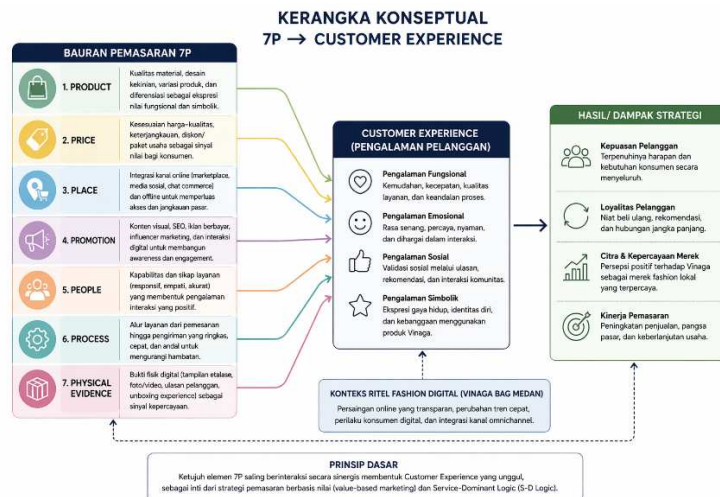 KERANGKA KONSEPTUAL
7P → CUSTOMER EXPERIENCE
BAURAN PEMASARAN 7P
1. PRODUCT
Kualitas material, desain
kekinian, variasi produk, dan
diferensiasi sebagai ekspresi
nilai fungsional dan simbolik.
2. PRICE
Kesesuaian harga-kualitas,
keterjangkauan, diskon/
paket usaha sebagai sinyal
nilai bagi konsumen.
3. PLACE
Integrasi kanal online (marketplace,
media sosial, chat commerce)
dan offline untuk memperluas
akses dan jangkauan pasar.
4. PROMOTION
Konten visual, SEO, iklan berbayar,
influencer marketing, dan interaksi
digital untuk membangun
awareness dan engagement.
5. PEOPLE
Kapabilitas dan sikap layanan
(responsif, empati, akurat)
yang membentuk pengalaman
interaksi yang positif.
6. PROCESS
Alur layanan dari pemesanan
hingga pengiriman yang ringkas,
cepat, dan andal untuk
mengurangi hambatan.
7. PHYSICAL
EVIDENCE
Bukti fisik digital (tampilan etalase,
foto/video, ulasan pelanggan,
unboxing experience) sebagai
sinyal kepercayaan.
CUSTOMER EXPERIENCE
(PENGALAMAN PELANGGAN)
Pengalaman Fungsional
Kemudahan, kecepatan, kualitas
layanan, dan keandalan proses.
Pengalaman Emosional
Rasa senang, percaya, nyaman,
dan dihargai dalam interaksi.
Pengalaman Sosial
Validasi sosial melalui ulasan,
rekomendasi, dan interaksi komunitas.
Pengalaman Simbolik
Ekspresi gaya hidup, identitas diri,
dan kebanggaan menggunakan
produk Vinaga.
KONTEKS RITEL FASHION DIGITAL (VINAGA BAG MEDAN)
Persaingan online yang transparan, perubahan tren cepat,
perilaku konsumen digital, dan integrasi kanal omnichannel.
HASIL/ DAMPAK STRATEGI
Kepuasan Pelanggan
Terpenuhinya harapan dan
kebutuhan konsumen secara
menyeluruh.
Loyalitas Pelanggan
Niat beli ulang, rekomendasi,
dan hubungan jangka panjang.
Citra & Kepercayaan Merek
Persepsi positif terhadap Vinaga
sebagai merek fashion lokal
yang terpercaya.
Kinerja Pemasaran
Peningkatan penjualan, pangsa
pasar, dan keberlanjutan usaha.
PRINSIP DASAR
Ketujuh elemen 7P saling berinteraksi secara sinergis membentuk Customer Experience yang unggul,
sebagai inti dari strategi pemasaran berbasis nilai (value-based marketing) dan Service-Dominant Logic (S-D Logic).